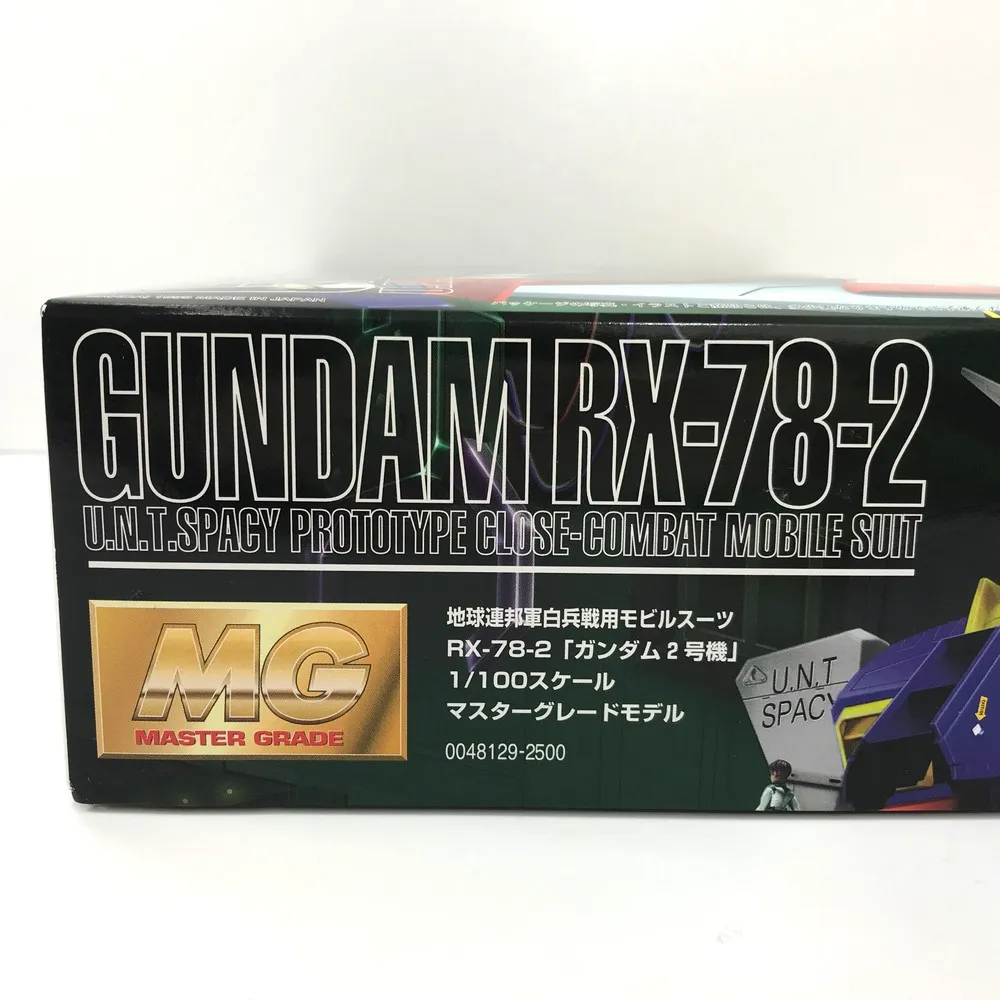 MADE IN JAPAN
GUNDAM RX-78-2
U.N.T.SPACY PROTOTYPE CLOSE-COMBAT MOBILE SUIT
MG
MASTER GRADE
地球連邦軍白兵戦用モビルスーツ
RX-78-2「ガンダム2号機」
1/100スケール
マスターグレードモデル
0048129-2500
U.N.T
SPACY